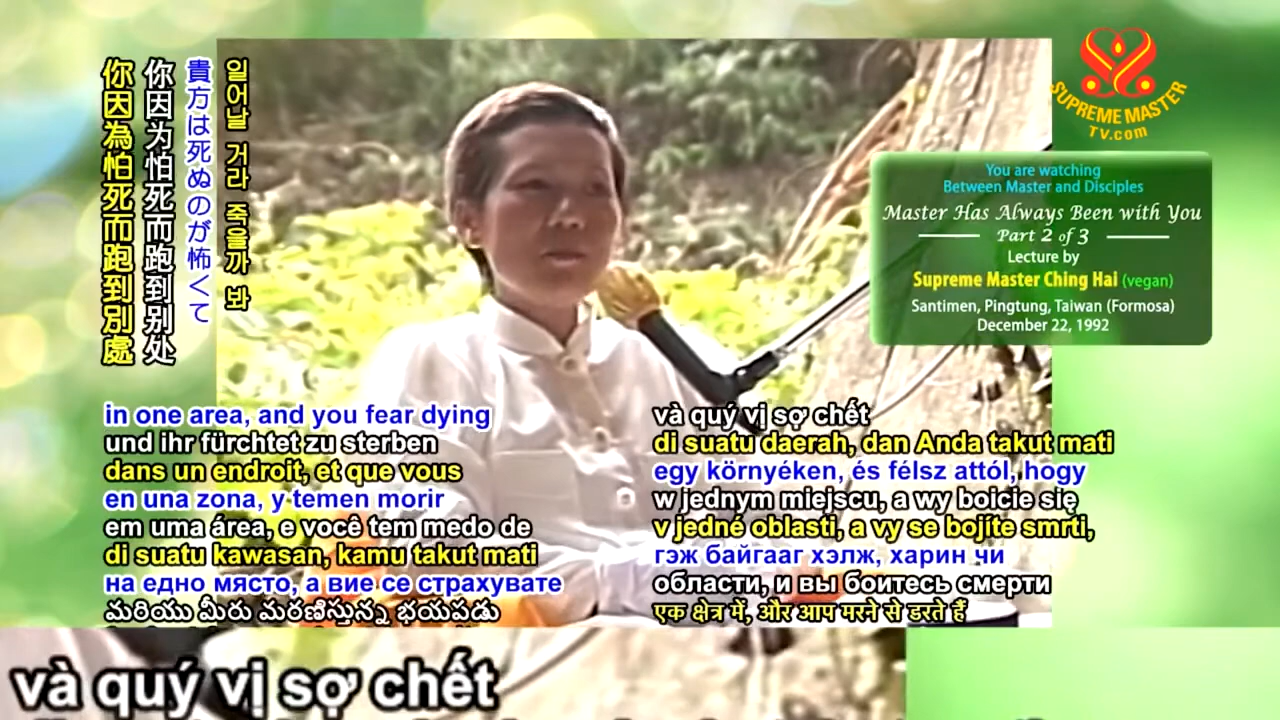 你因為怕死而跑到別處
你因为怕死而跑到别处
貴方は死ぬのが怖くて
일어날 거라 죽을까 봐
SUPREME MASTER
TV.com
You are watching
Between Master and Disciples
Master Has Always Been with You
Part 2 of 3
Lecture by
Supreme Master Ching Hai (vegan)
Santimen, Pingtung, Taiwan (Formosa)
December 22, 1992
in one area, and you fear dying
und ihr fürchtet zu sterben
dans un endroit, et que vous
en una zona, y temen morir
em uma área, e você tem medo de
di suatu kawasan, kamu takut mati
на едно място, а вие се страхувате
మరియు మీరు మరణిస్తున్న భయపడు
và quý vị sợ chết
di suatu daerah, dan Anda takut mati
egy környéken, és félsz attól, hogy
w jednym miejscu, a wy boicie się
v jedné oblasti, a vy se bojíte smrti,
гэж байгааг хэлж, харин чи
области, и вы боитесь смерти
एक क्षेत्र में, और आप मरने से डरते हैं
và quý vị sợ chết